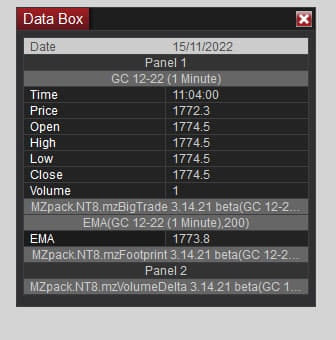 Data Box
Date 15/11/2022
Panel 1
GC 12-22 (1 Minute)
Time 11:04:00
Price 1772.3
Open 1774.5
High 1774.5
Low 1774.5
Close 1774.5
Volume 1
MZpack.NT8.mzBigTrade 3.14.21 beta(GC 12-2...
EMA(GC 12-22 (1 Minute),200)
EMA 1773.8
MZpack.NT8.mzFootprint 3.14.21 beta(GC 12-2...
Panel 2
MZpack.NT8.mzVolumeDelta 3.14.21 beta(GC 1...